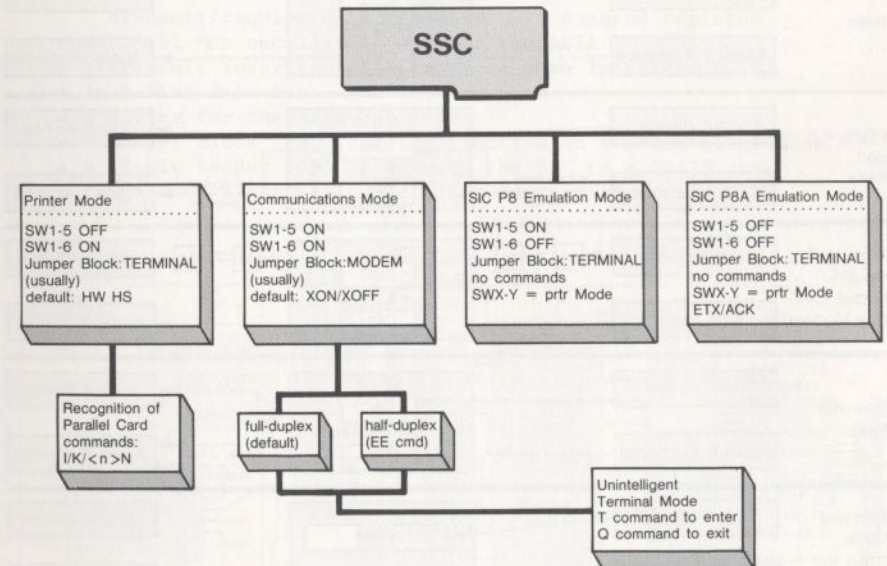 SSC
Printer Mode
SW1-5 OFF
SW1-6 ON
Jumper Block:TERMINAL
(usually)
default: HW HS
Communications Mode
SW1-5 ON
SW1-6 ON
Jumper Block:MODEM
(usually)
default: XON/XOFF
SIC P8 Emulation Mode
SW1-5 ON
SW1-6 OFF
Jumper Block:TERMINAL
no commands
SWX-Y = prtr Mode
SIC P8A Emulation Mode
SW1-5 OFF
SW1-6 OFF
Jumper Block:TERMINAL
no commands
SWX-Y = prtr Mode
ETX/ACK
Recognition of
Parallel Card
commands:
I/K/<n>N
full-duplex
(default)
half-duplex
(EE cmd)
Unintelligent
Terminal Mode
T command to enter
Q command to exit